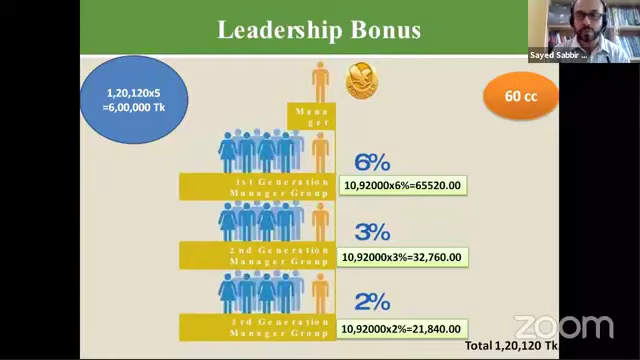 Leadership Bonus
Sayed Sabbir
1,20,120x5
=6,00,000 Tk
60 cc
Mana
ger
6%
1st Generation
Manager Group
10,92000x6%=65520.00
3%
2nd Generation
Manager Group
10,92000x3%=32,760.00
2%
3rd Generation
Manager Group
10,92000x2%=21,840.00
zoom
Total 1,20,120 Tk